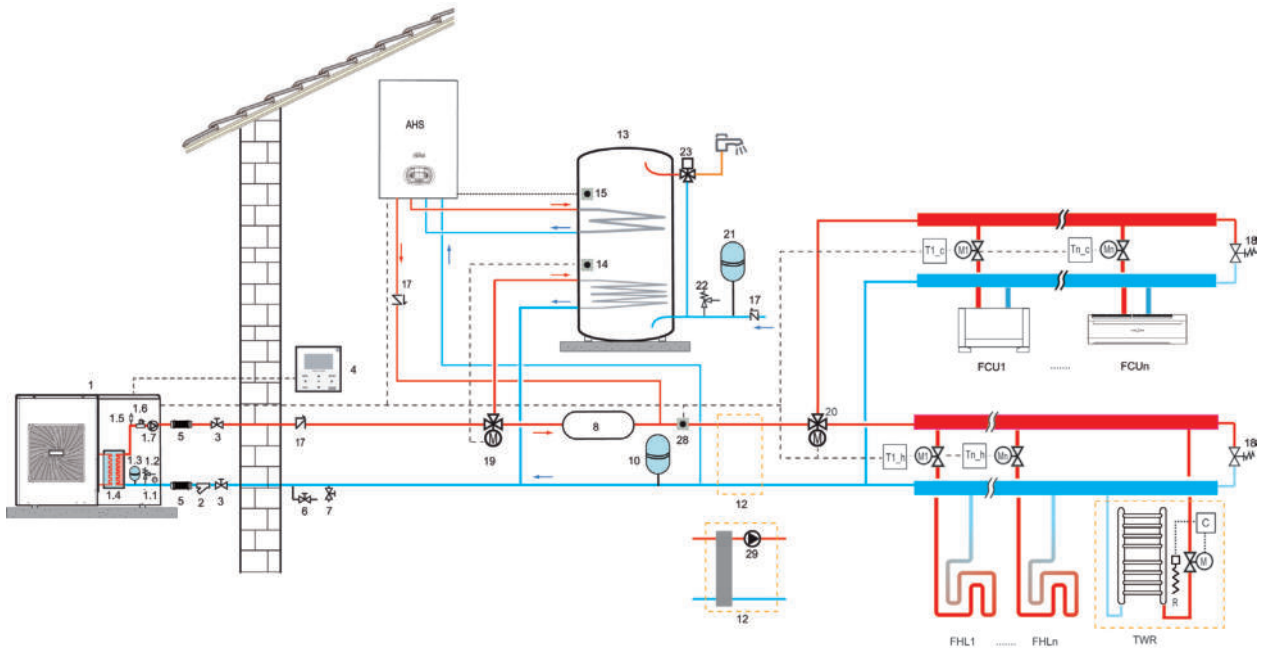 AHS
13
23
15
21
14
22
17
17
T1_c
M1
Tn_c
Mn
18
FCU1
........
FCUn
4
1
1.6
1.5
1.7
5
3
17
19
M
8
28
20
M
10
12
1.3
1.2
1.4
1.1
5
2
3
6
7
T1_h
M1
Tn_h
Mn
18
29
12
C
M
R
FHL1
........
FHLn
TWR